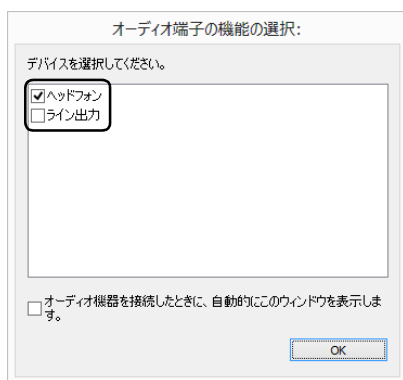 オーディオ端子の機能の選択:
デバイスを選択してください。
ヘッドフォン
ライン出力
オーディオ機器を接続したときに、自動的にこのウィンドウを表示しま
す。
OK